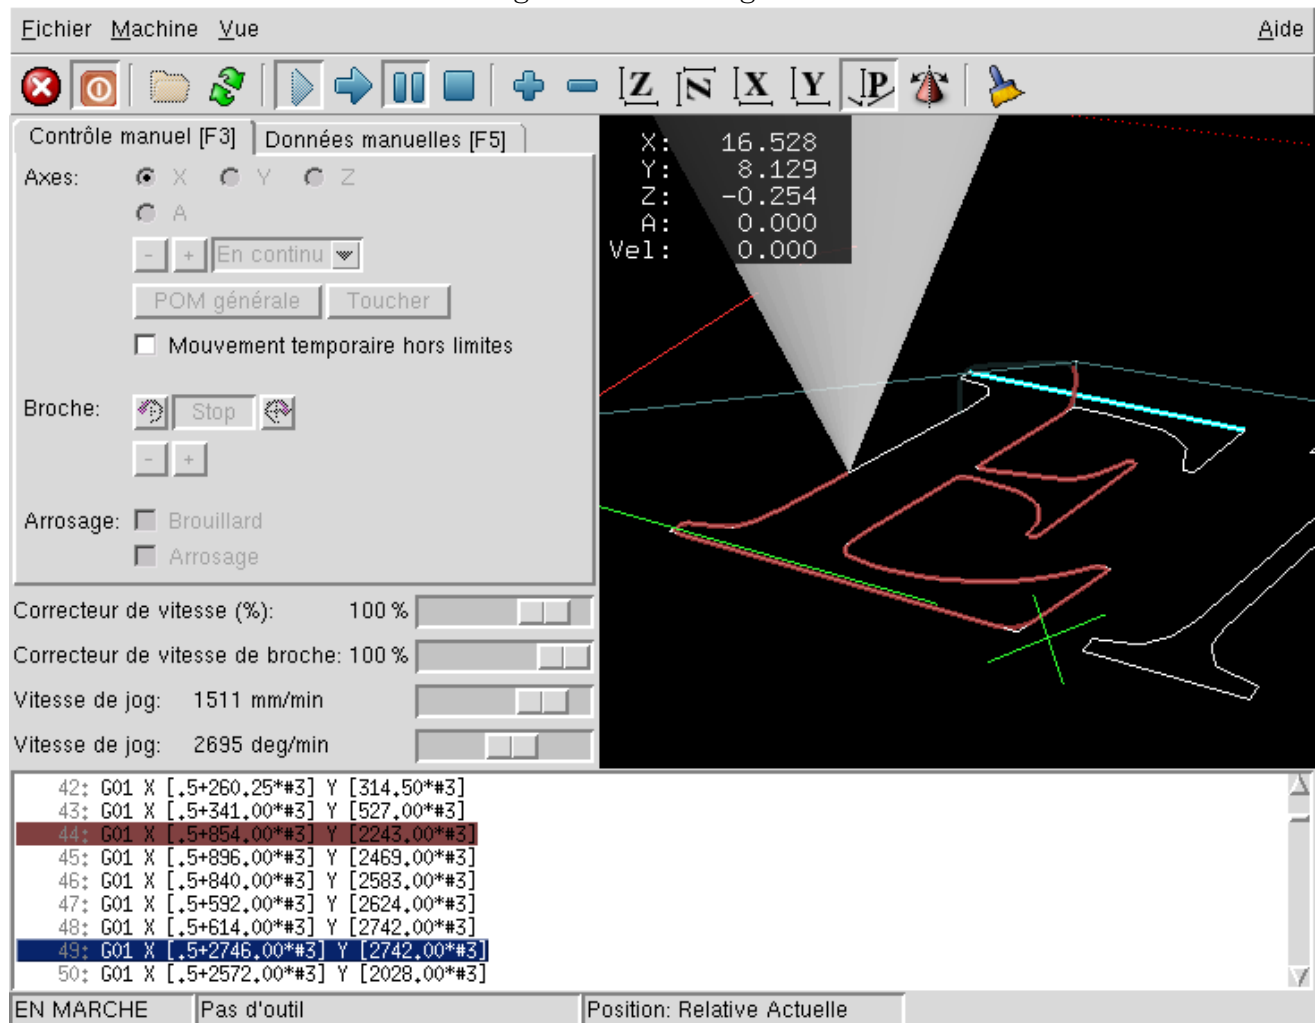 Fichier Machine Vue Aide
Z N X Y P
Contrôle manuel [F3] Données manuelles [F5]
Axes: X Y Z
A
- + En continu
POM générale Toucher
Mouvement temporaire hors limites
Broche: Stop
- +
Arrosage: Brouillard
Arrosage
Correcteur de vitesse (%): 100 %
Correcteur de vitesse de broche: 100 %
Vitesse de jog: 1511 mm/min
Vitesse de jog: 2695 deg/min
X: 16.528
Y: 8.129
Z: -0.254
A: 0.000
Vel: 0.000
42: G01 X [.5+260.25*#3] Y [314.50*#3]
43: G01 X [.5+341.00*#3] Y [527.00*#3]
44: G01 X [.5+854.00*#3] Y [2243.00*#3]
45: G01 X [.5+896.00*#3] Y [2469.00*#3]
46: G01 X [.5+840.00*#3] Y [2583.00*#3]
47: G01 X [.5+592.00*#3] Y [2624.00*#3]
48: G01 X [.5+614.00*#3] Y [2742.00*#3]
49: G01 X [.5+2746.00*#3] Y [2742.00*#3]
50: G01 X [.5+2572.00*#3] Y [2028.00*#3]
EN MARCHE Pas d'outil Position: Relative Actuelle